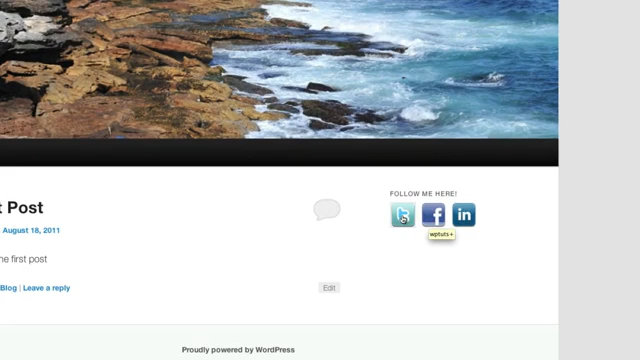 FOLLOW ME HERE!
t Post
wptuts+
August 18, 2011
he first post
Blog | Leave a reply
Edit
Proudly powered by WordPress